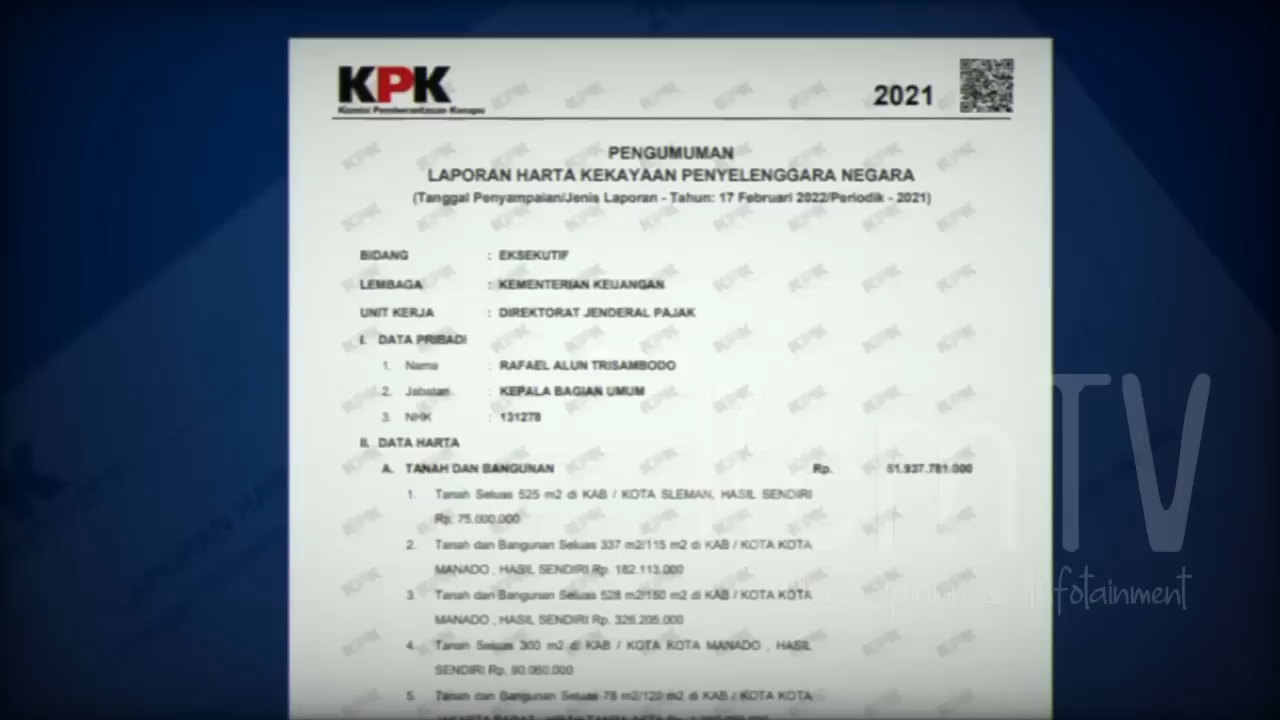 KPK
Komisi Pemberantasan Korupsi
2021
PENGUMUMAN
LAPORAN HARTA KEKAYAAN PENYELENGGARA NEGARA
(Tanggal Penyampaian/Jenis Laporan - Tahun: 17 Februari 2022/Periodik - 2021)
BIDANG : EKSEKUTIF
LEMBAGA : KEMENTERIAN KEUANGAN
UNIT KERJA : DIREKTORAT JENDERAL PAJAK
I. DATA PRIBADI
1. Nama : RAFAEL ALUN TRISAMBODO
2. Jabatan : KEPALA BAGIAN UMUM
3. NHK : 131278
II. DATA HARTA
A. TANAH DAN BANGUNAN Rp. 51.937.781.000
1. Tanah Seluas 525 m2 di KAB / KOTA SLEMAN, HASIL SENDIRI
Rp. 75.000.000
2. Tanah dan Bangunan Seluas 337 m2/115 m2 di KAB / KOTA KOTA
MANADO , HASIL SENDIRI Rp. 182.113.000
3. Tanah dan Bangunan Seluas 528 m2/150 m2 di KAB / KOTA KOTA
MANADO , HASIL SENDIRI Rp. 326.205.000
4. Tanah Seluas 300 m2 di KAB / KOTA KOTA MANADO , HASIL
SENDIRI Rp. 90.060.000
5. Tanah dan Bangunan Seluas 78 m2/120 m2 di KAB / KOTA KOTA
TV
& Infotainment